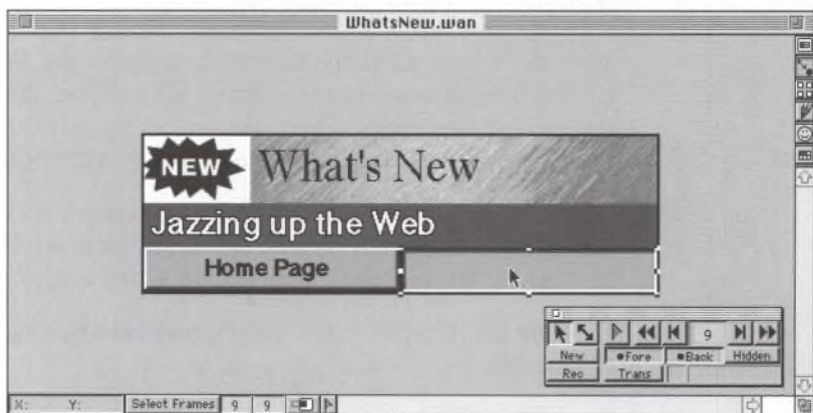 WhatsNew.wan
NEW
What's New
Jazzing up the Web
Home Page
9
New •Fore •Back Hidden
Rec Trans
X: Y: Select Frames 9 9